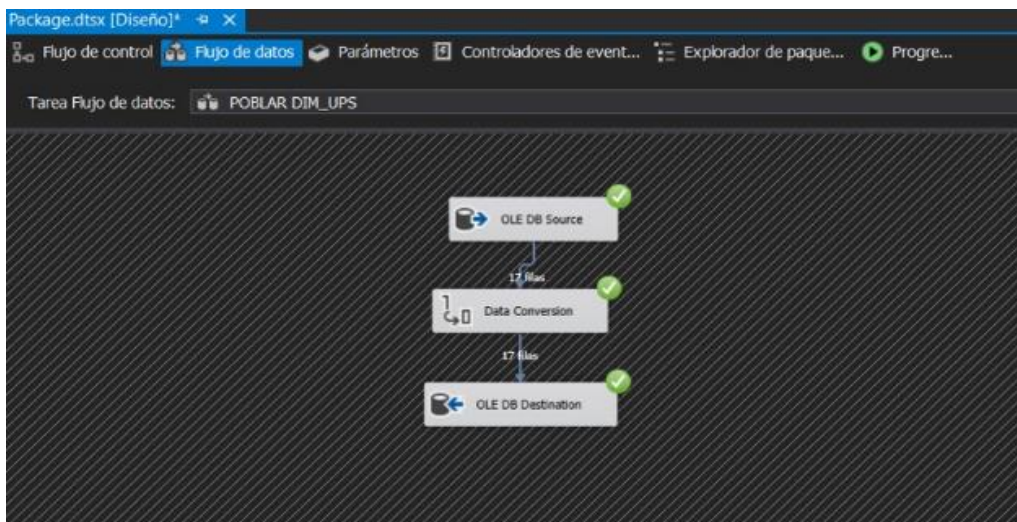 Package.dtsx [Diseño]*
Flujo de control Flujo de datos Parámetros Controladores de event... Explorador de paque... Progre...
Tarea Flujo de datos: POBLAR DIM_UPS
OLE DB Source
17 filas
Data Conversion
17 filas
OLE DB Destination